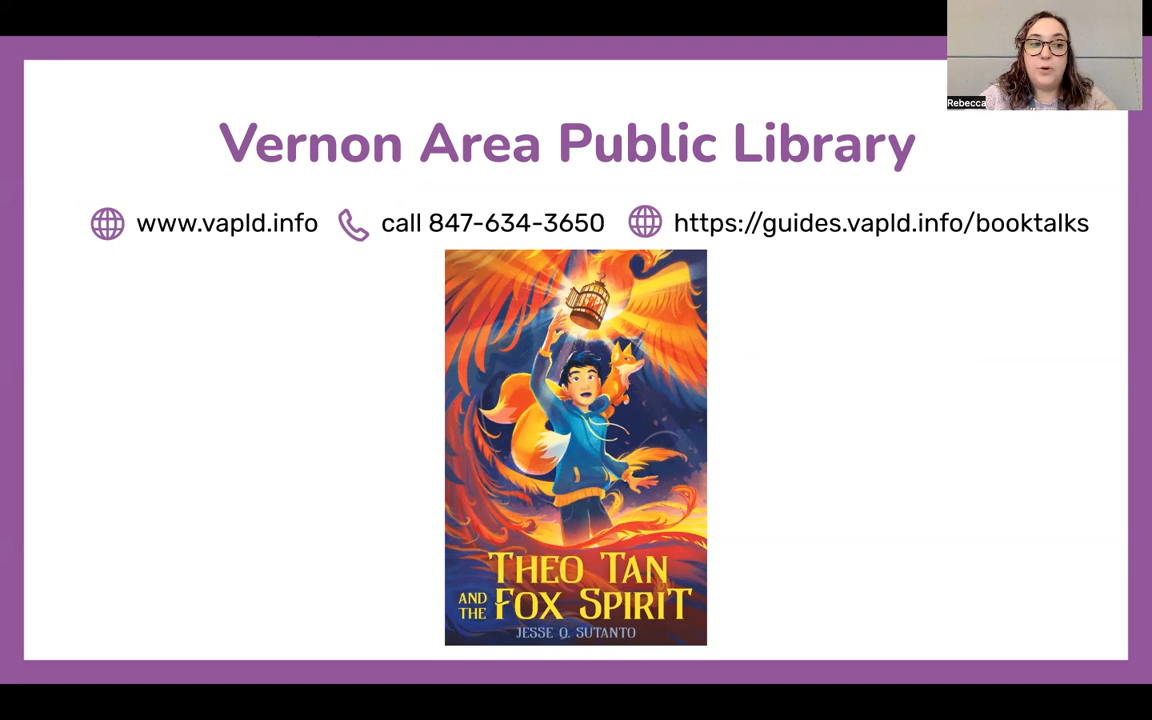 Rebecca
Vernon Area Public Library
www.vapld.info call 847-634-3650 https://guides.vapld.info/booktalks
THEO TAN
AND THE FOX SPIRIT
JESSE Q. SUTANTO